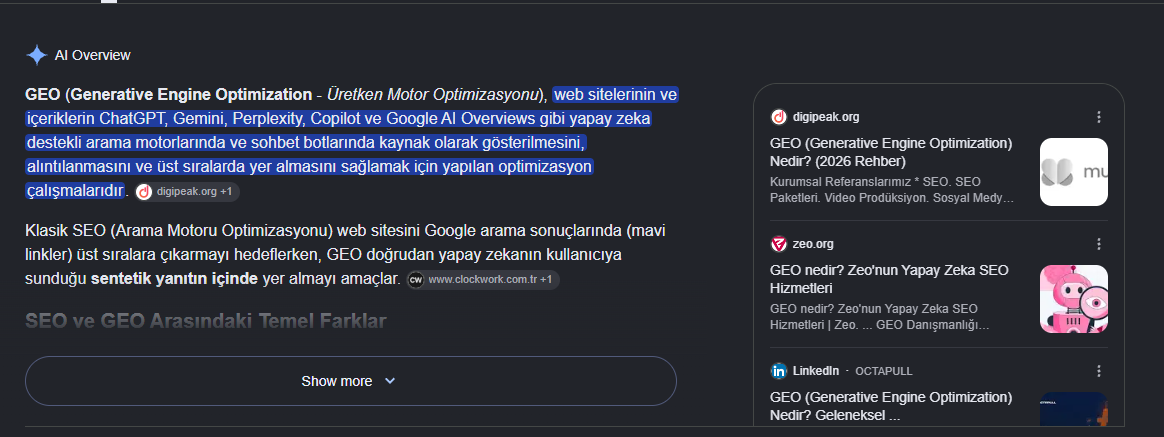 AI Overview
GEO (Generative Engine Optimization - Üretken Motor Optimizasyonu), web sitelerinin ve
içeriklerin ChatGPT, Gemini, Perplexity, Copilot ve Google AI Overviews gibi yapay zeka
destekli arama motorlarında ve sohbet botlarında kaynak olarak gösterilmesini,
alıntılanmasını ve üst sıralarda yer almasını sağlamak için yapılan optimizasyon
çalışmalarıdır. digipeak.org +1
Klasik SEO (Arama Motoru Optimizasyonu) web sitesini Google arama sonuçlarında (mavi
linkler) üst sıralara çıkarmayı hedeflerken, GEO doğrudan yapay zekanın kullanıcıya
sunduğu sentetik yanıtın içinde yer almayı amaçlar. cw www.clockwork.com.tr +1
SEO ve GEO Arasındaki Temel Farklar
Show more
digipeak.org
GEO (Generative Engine Optimization)
Nedir? (2026 Rehber)
Kurumsal Referanslarımız * SEO. SEO
Paketleri. Video Prodüksiyon. Sosyal Medy…
mu
zeo.org
GEO nedir? Zeo'nun Yapay Zeka SEO
Hizmetleri
GEO nedir? Zeo'nun Yapay Zeka SEO
Hizmetleri | Zeo. ... GEO Danışmanlığı…
in LinkedIn · OCTAPULL
GEO (Generative Engine Optimization)
Nedir? Geleneksel ...